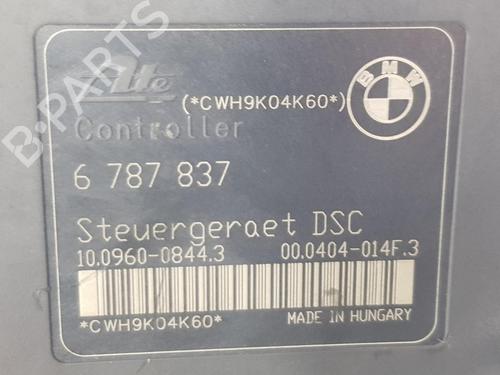 B-PARTS
Ate
(*CWH9K04K60*)
BMW
Controller
6 787 837
Steuergeraet DSC
10.0960-0844.3 00.0404-014F.3
*CWH9K04K60* MADE IN HUNGARY